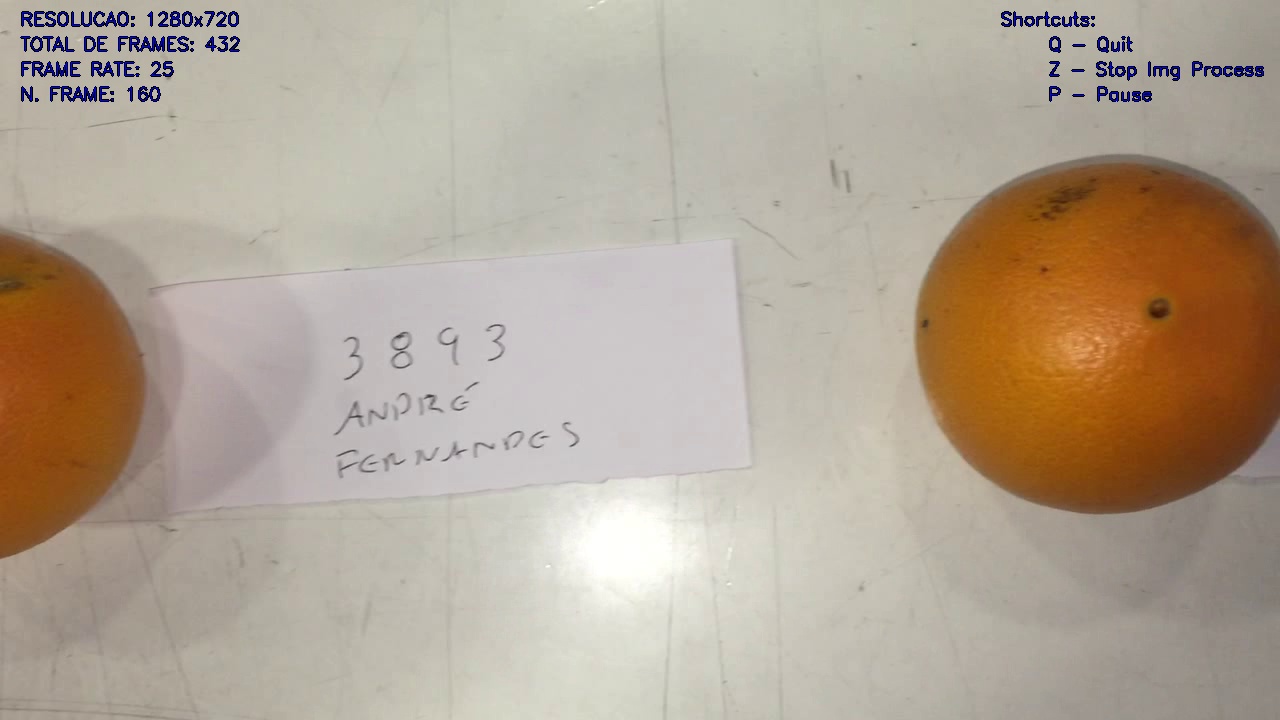 RESOLUCAO: 1280x720
TOTAL DE FRAMES: 432
FRAME RATE: 25
N. FRAME: 160
Shortcuts:
Q - Quit
Z - Stop Img Process
P - Pause
3893
ANDRÉ
FERNANDES